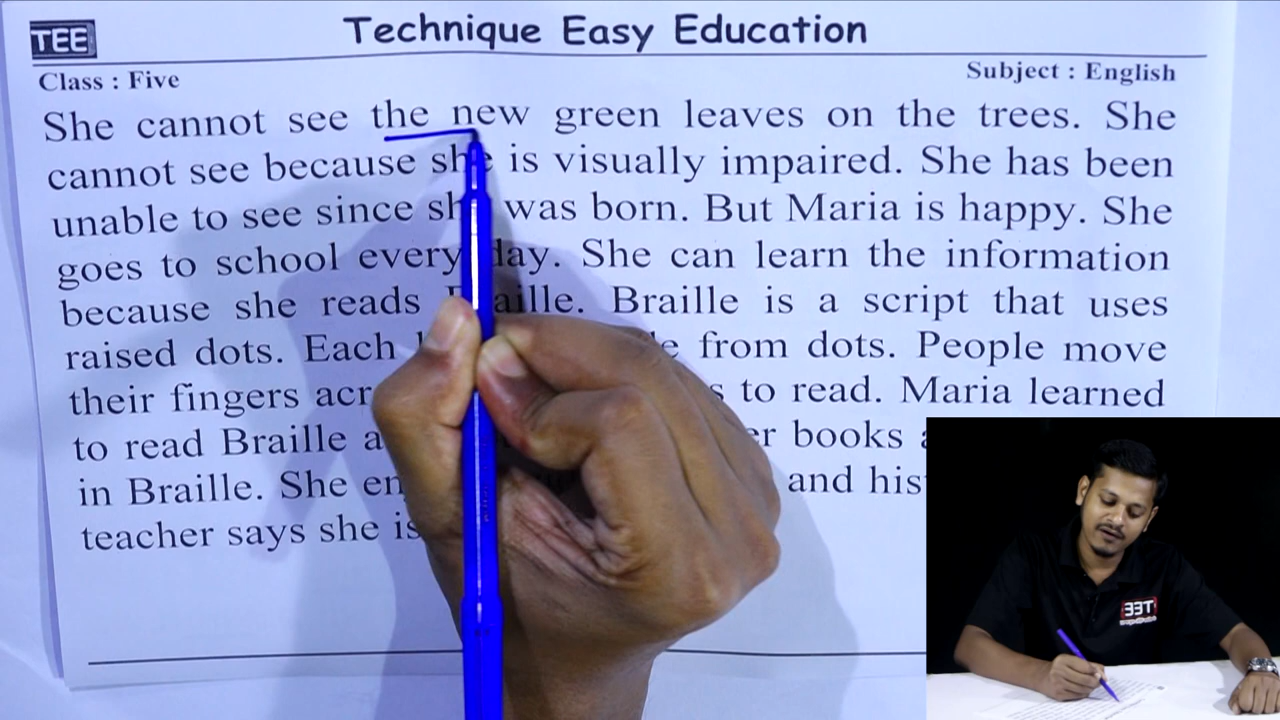 TEE
Technique Easy Education
Class : Five
Subject : English
She cannot see the new green leaves on the trees. She
cannot see because she is visually impaired. She has been
unable to see since was born. But Maria is happy. She
goes to school every day. She can learn the information
because she reads Braille. Braille is a script that uses
raised dots. Each from dots. People move
their fingers to read. Maria learned
to read Braille books
in Braille. She and
teacher says she is